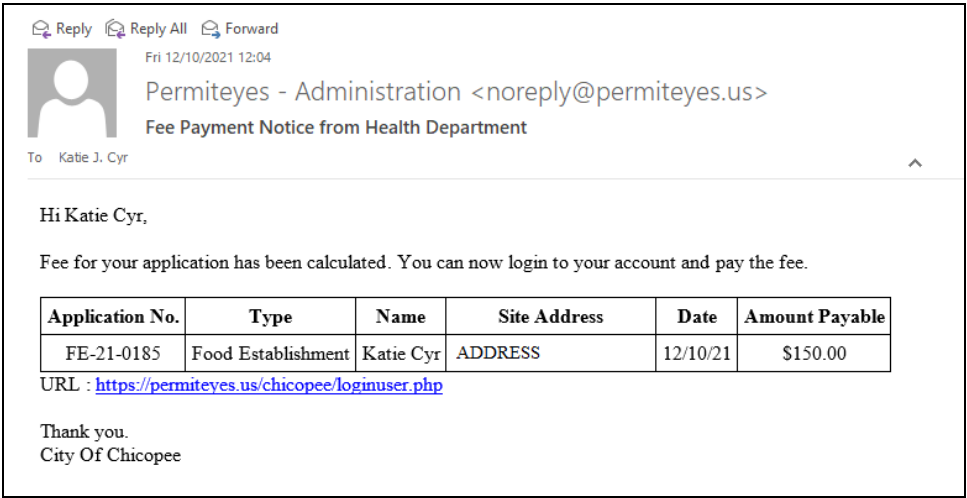 Reply Reply All Forward
Fri 12/10/2021 12:04
Permiteyes - Administration <noreply@permiteyes.us>
Fee Payment Notice from Health Department
To Katie J. Cyr
Hi Katie Cyr,
Fee for your application has been calculated. You can now login to your account and pay the fee.
Application No. Type Name Site Address Date Amount Payable
FE-21-0185 Food Establishment Katie Cyr ADDRESS 12/10/21 $150.00
URL : https://permiteyes.us/chicopee/loginuser.php
Thank you.
City Of Chicopee